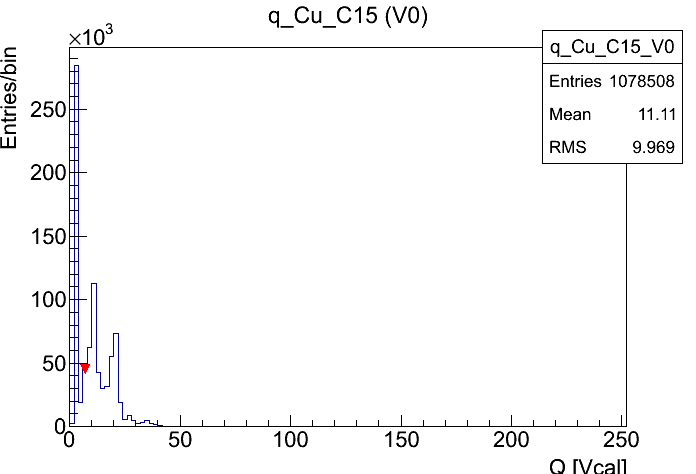 q_Cu_C15 (V0)
×10³
Entries/bin
q_Cu_C15_V0
Entries 1078508
Mean 11.11
RMS 9.969
250
200
150
100
50
0
0 50 100 150 200 250
Q [Vcal]